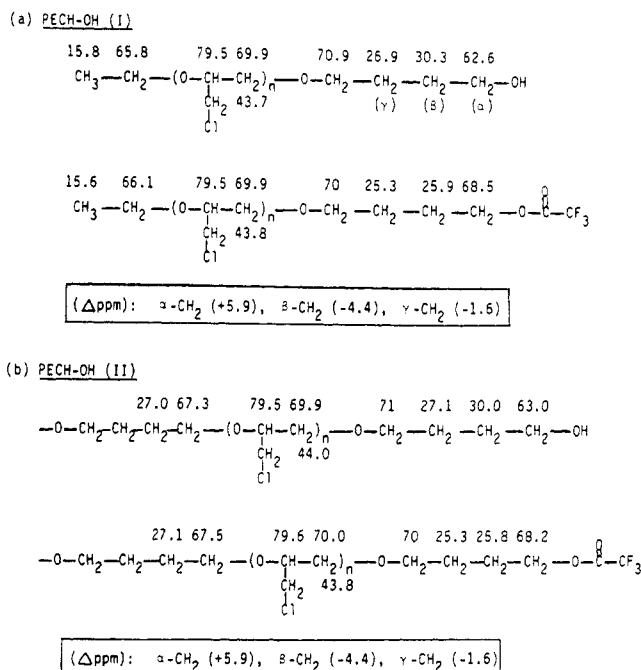 (a) PECH-OH (I)
15.8 65.8 79.5 69.9 70.9 26.9 30.3 62.6
CH3—CH2—(O—CH—CH2)n—O—CH2—CH2—CH2—CH2—OH
CH2 43.7 (γ) (β) (α)
Cl
15.6 66.1 79.5 69.9 70 25.3 25.9 68.5
O
CH3—CH2—(O—CH—CH2)n—O—CH2—CH2—CH2—CH2—O—C—CF3
CH2 43.8
Cl
(Δppm): α-CH2 (+5.9), β-CH2 (-4.4), γ-CH2 (-1.6)
(b) PECH-OH (II)
27.0 67.3 79.5 69.9 71 27.1 30.0 63.0
—O—CH2CH2CH2—CH2—(O—CH—CH2)n—O—CH2—CH2—CH2—CH2—OH
CH2 44.0
Cl
27.1 67.5 79.6 70.0 70 25.3 25.8 68.2
O
—O—CH2—CH2—CH2—CH2—(O—CH—CH2)n—O—CH2—CH2—CH2—CH2—O—C—CF3
CH2 43.8
Cl
(Δppm): α-CH2 (+5.9), β-CH2 (-4.4), γ-CH2 (-1.6)